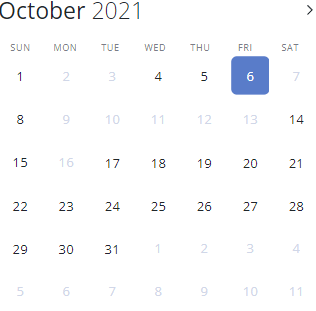 October 2021
SUN MON TUE WED THU FRI SAT
1 2 3 4 5 6 7
8 9 10 11 12 13 14
15 16 17 18 19 20 21
22 23 24 25 26 27 28
29 30 31 1 2 3 4
5 6 7 8 9 10 11